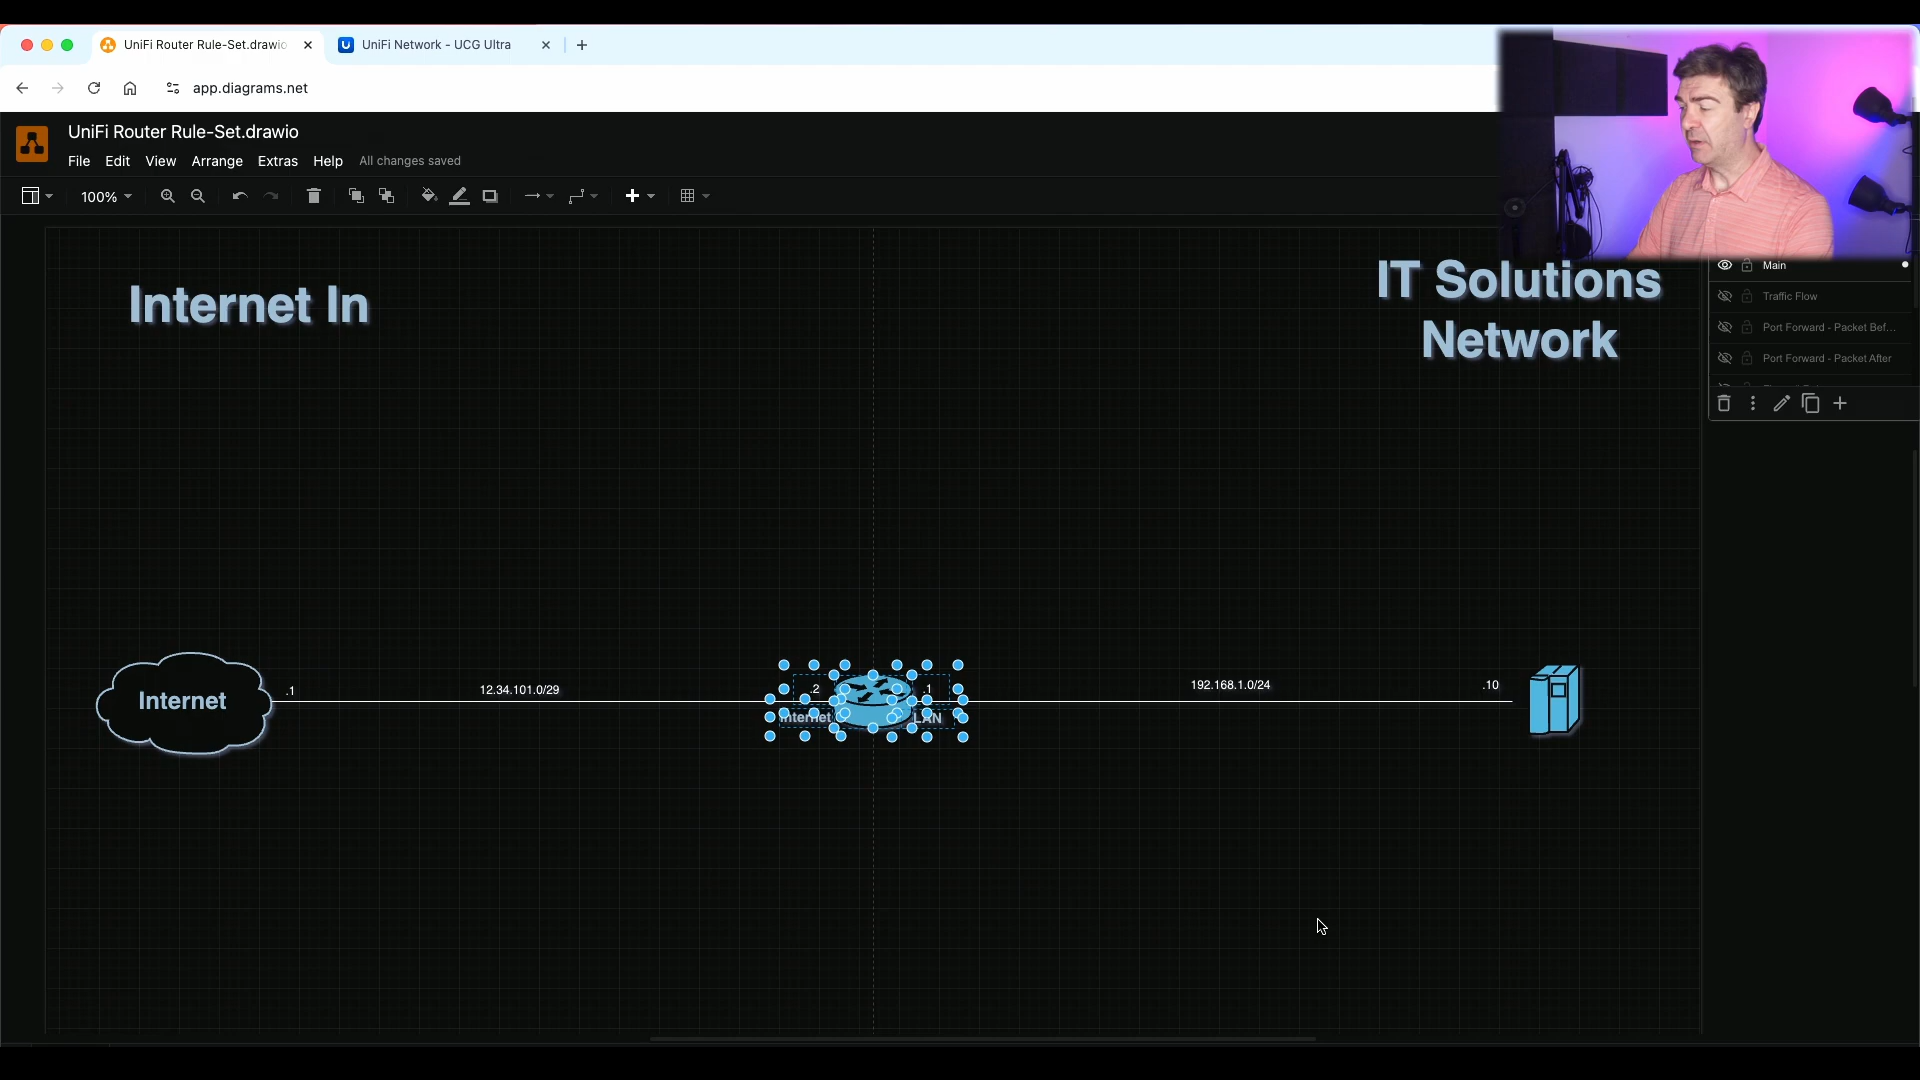 UniFi Router Rule-Set.drawio
UniFi Network - UCG Ultra
app.diagrams.net
UniFi Router Rule-Set.drawio
File Edit View Arrange Extras Help All changes saved
100%
Main
Traffic Flow
Port Forward - Packet Bef...
Port Forward - Packet After
Internet In
IT Solutions
Network
Internet
.1
12.34.101.0/29
.2
.1
Internet
LAN
192.168.1.0/24
.10